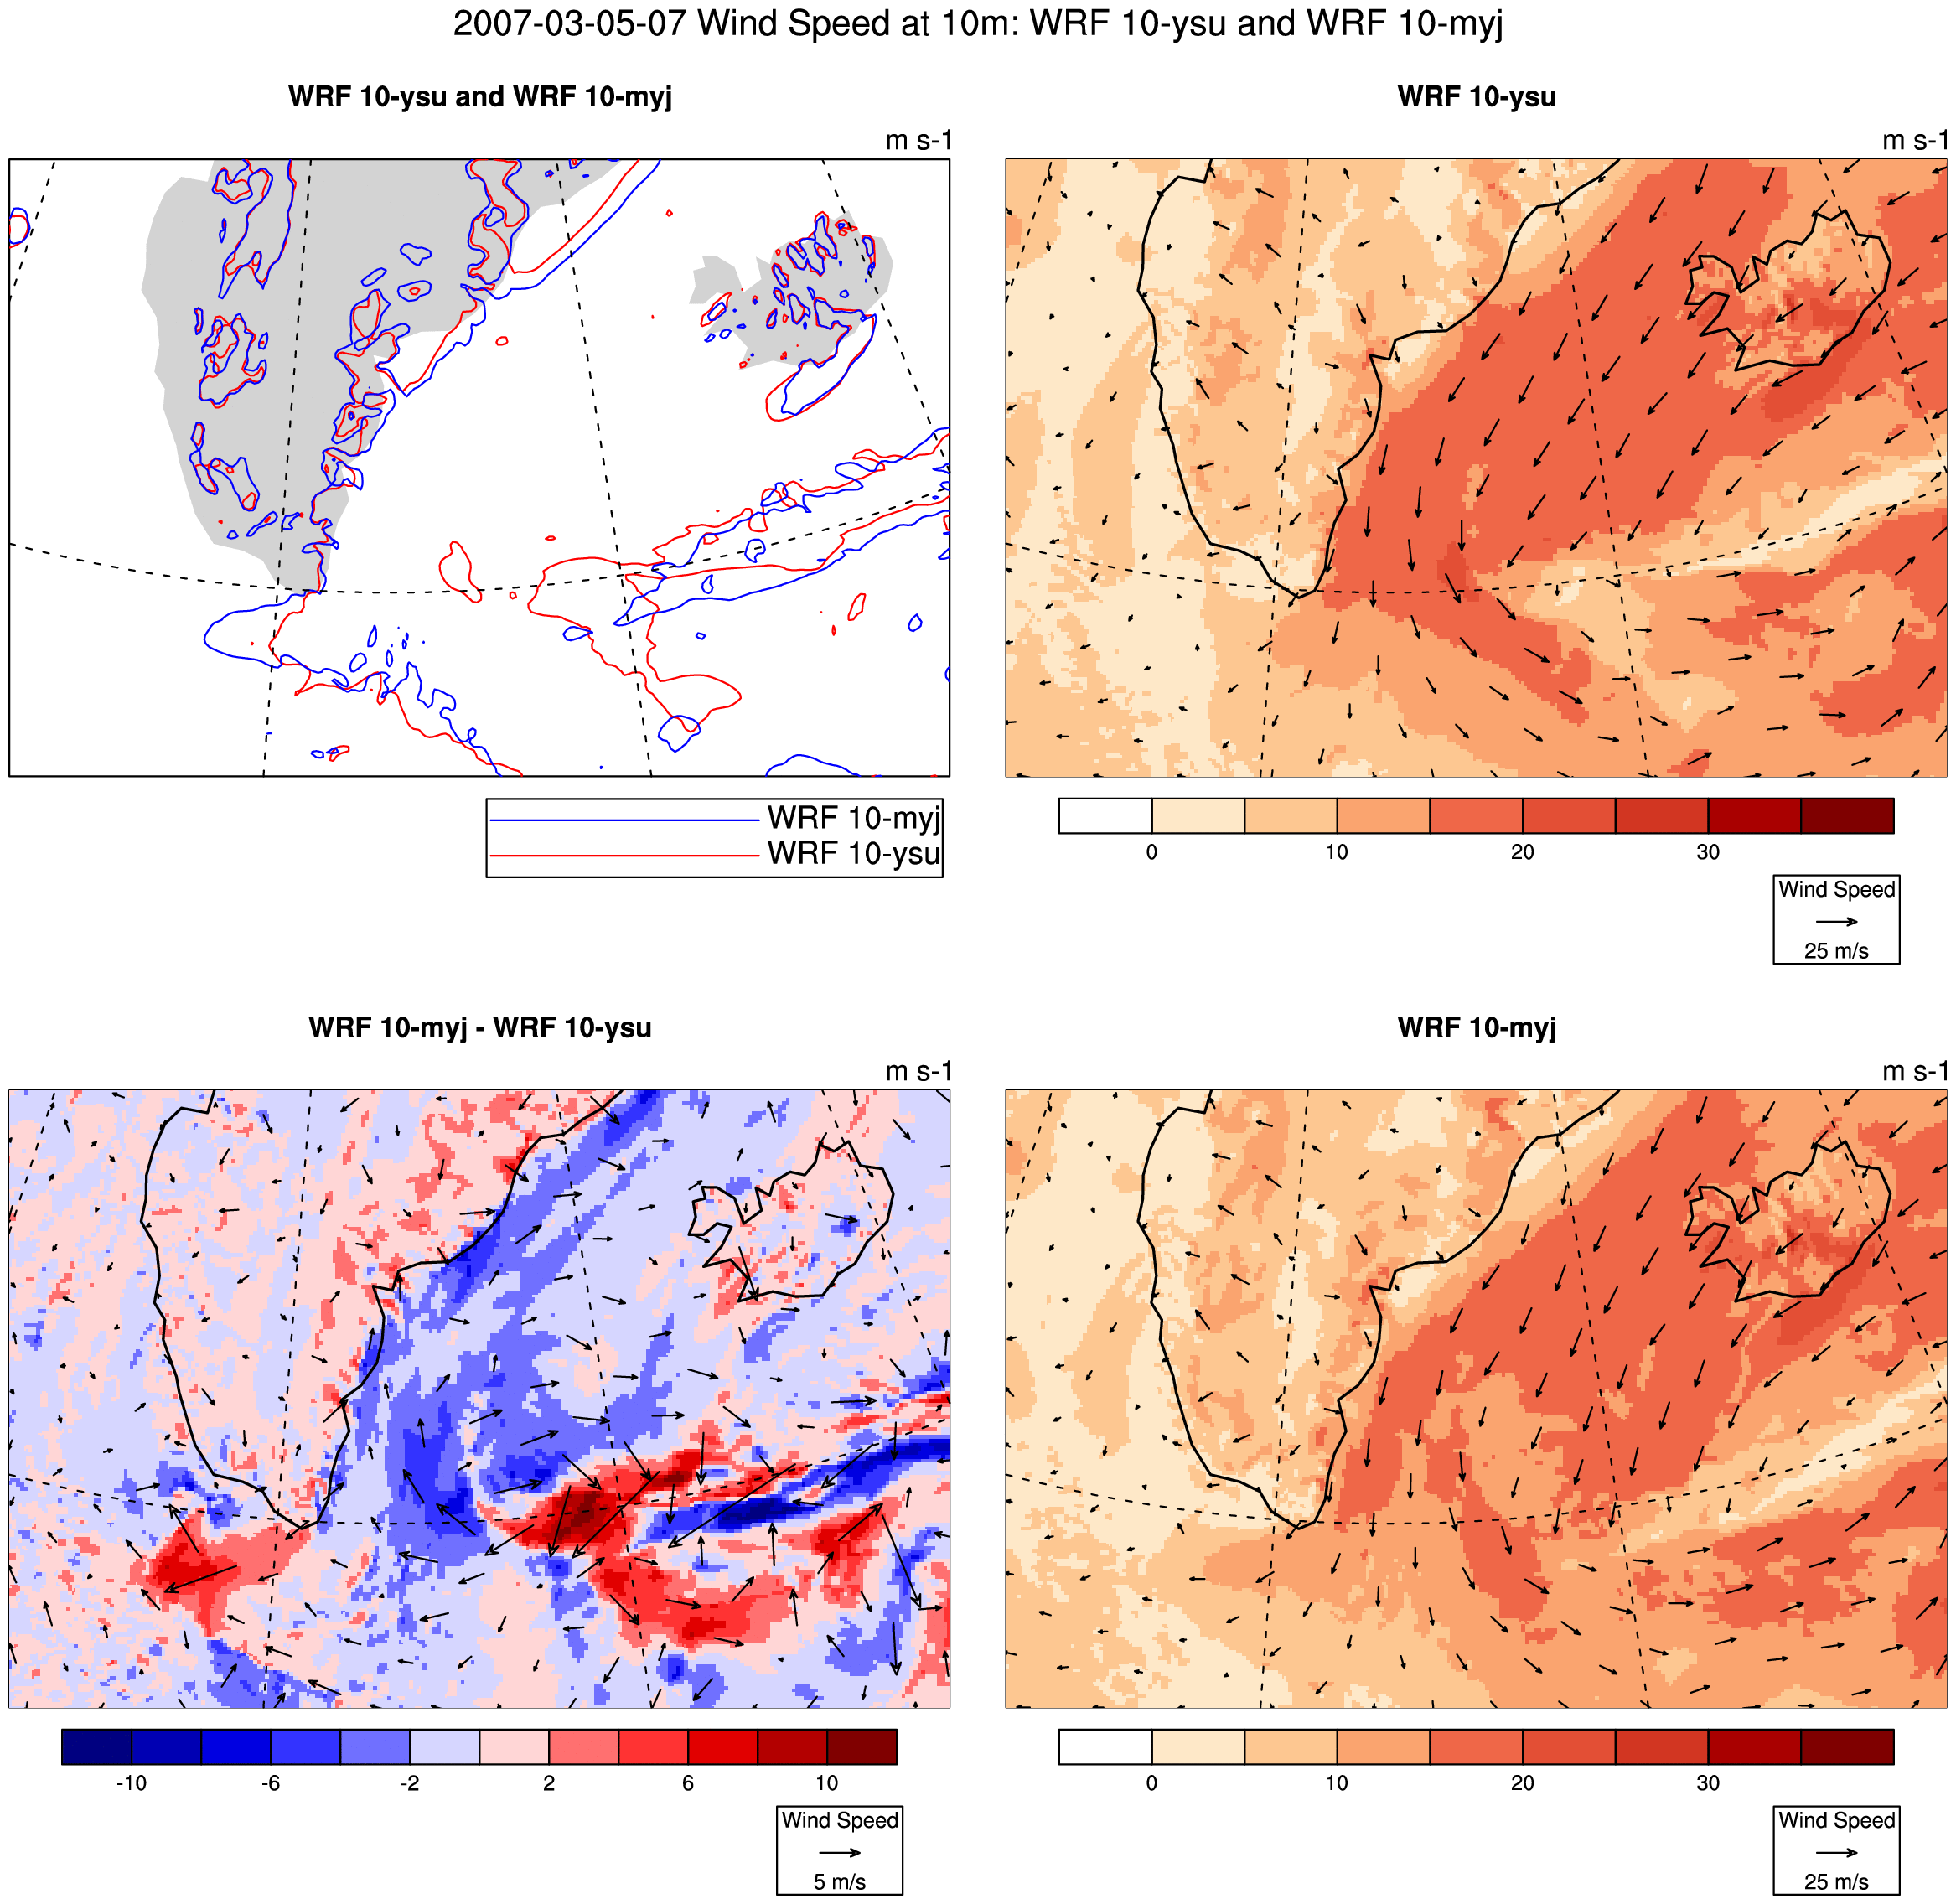 2007-03-05-07 Wind Speed at 10m: WRF 10-ysu and WRF 10-myj
WRF 10-ysu and WRF 10-myj
m s-1
WRF 10-myj
WRF 10-ysu
WRF 10-ysu
m s-1
0 10 20 30
Wind Speed
25 m/s
WRF 10-myj - WRF 10-ysu
m s-1
-10 -6 -2 2 6 10
Wind Speed
5 m/s
WRF 10-myj
m s-1
0 10 20 30
Wind Speed
25 m/s